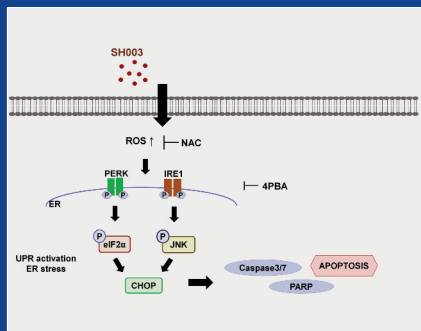 SH003
ROS ↑
NAC
PERK
IRE1
P P
P P
4PBA
ER
P
eIF2α
P
JNK
UPR activation
ER stress
CHOP
Caspase3/7
APOPTOSIS
PARP